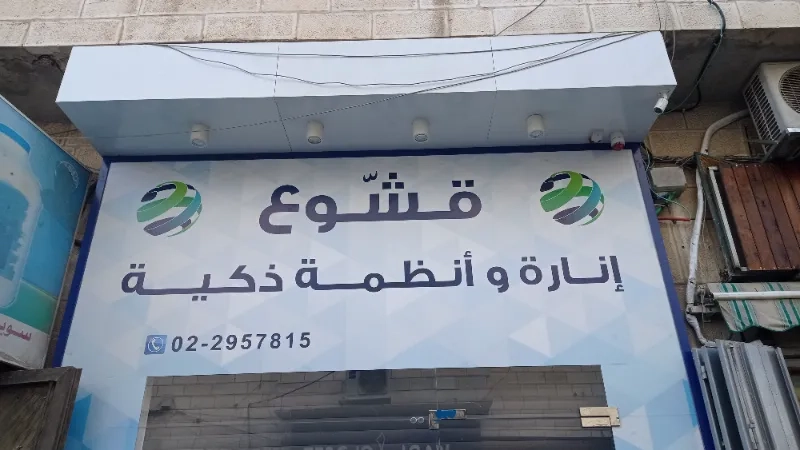 قشّوع
إنارة و أنظمة ذكية
02-2957815